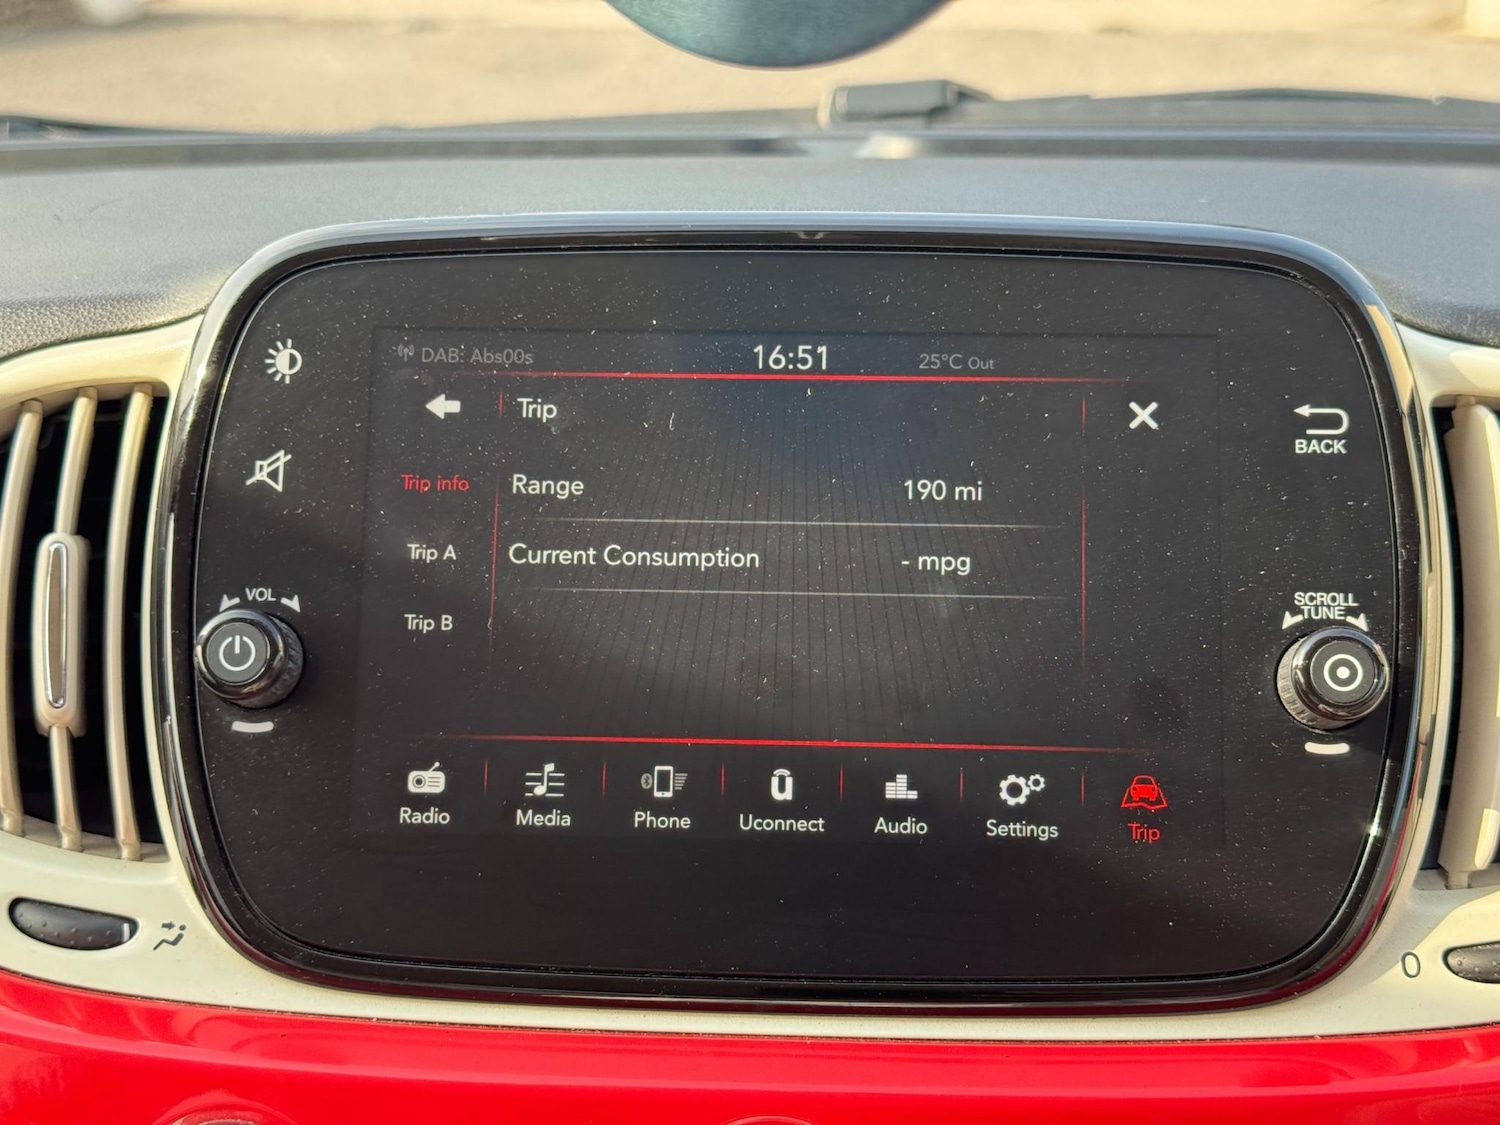 DAB: Abs00s 16:51 25°C Out
Trip
BACK
Trip info Range 190 mi
Trip A Current Consumption - mpg
Trip B
VOL
SCROLL
TUNE
Radio Media Phone Uconnect Audio Settings Trip
0